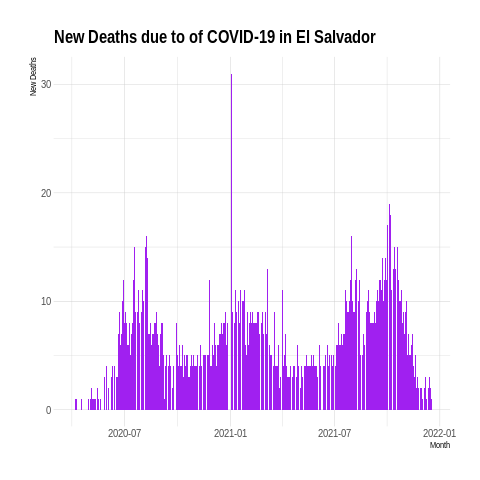 New Deaths due to of COVID-19 in El Salvador
New Deaths
30
20
10
0
2020-07
2021-01
2021-07
2022-01
Month